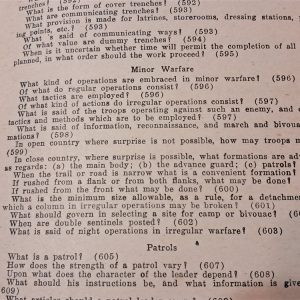 trenches? (592)
What is the form of cover trenches? (592)
What are communicating trenches? (593)
What provision is made for latrines, storerooms, dressing stations,
ing points, etc.? (593)
What is said of communicating ways? (593)
Of what value are dummy trenches? (594)
When is it uncertain whether time will permit the completion of all
planned, in what order should the work proceed? (595)
Minor Warfare
What kind of operations are embraced in minor warfare? (596)
Of what do regular operations consist? (596)
What tactics are employed? (596)
Of what kind of actions do irregular operations consist? (597)
What is said of the troops operating against such an enemy, and
tactics and methods which are to be employed? (597)
What is said of information, reconnaissance, and march and bivouac
mations? (598)
In open country where surprise is not possible, how may troops m
(599)
In close country, where surprise is possible, what formations are adv
as regards: (a) the main body; (b) the advance guard; (c) patrols?
When the trail or road is narrow what is a convenient formation?
If rushed from a flank or from both flanks, what may be done?
If rushed from the front what may be done? (600)
What is the minimum size allowable, as a rule, for a detachmen
which a column in irregular operations may be broken? (601)
What should govern in selecting a site for camp or bivouac? (60
When are double sentinels posted? (602)
What is said of night operations in irregular warfare? (603)
Patrols
What is a patrol? (605)
How does the strength of a patrol vary? (607)
Upon what does the character of the leader depend? (608)
What should his instructions be, and what information is give
609)